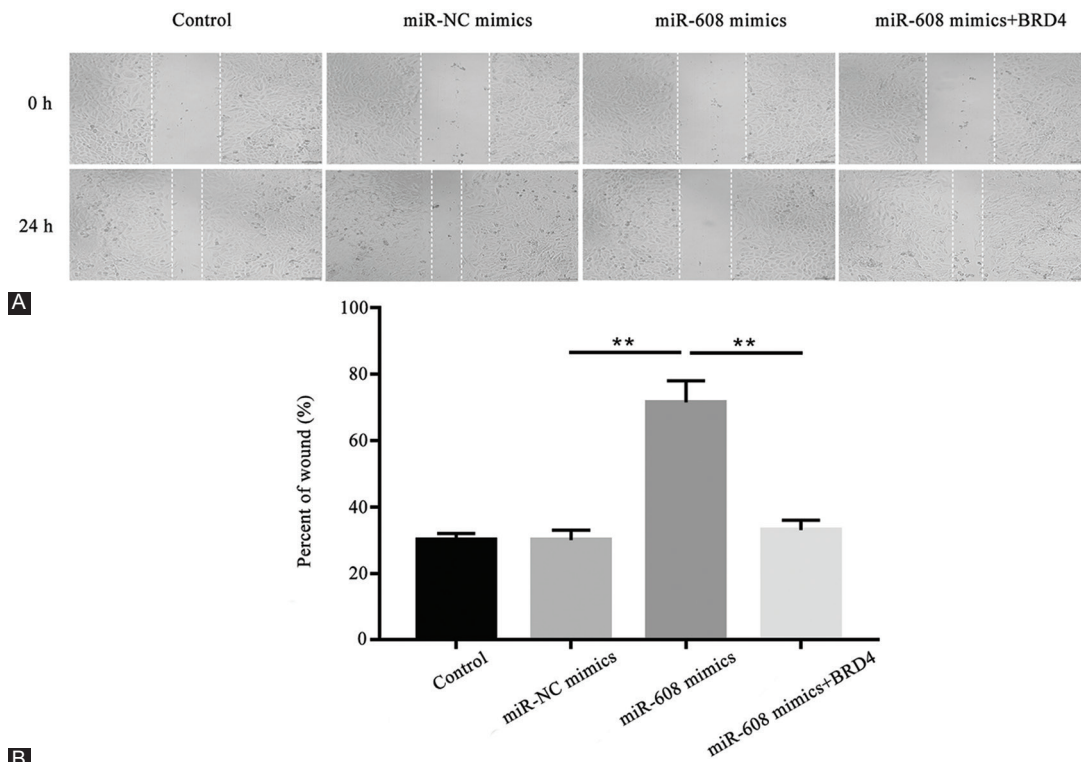 Control miR-NC mimics miR-608 mimics miR-608 mimics+BRD4
0 h
24 h
A
100
80
60
40
20
0
Percent of wound (%)
** **
Control
miR-NC mimics
miR-608 mimics
miR-608 mimics+BRD4
B